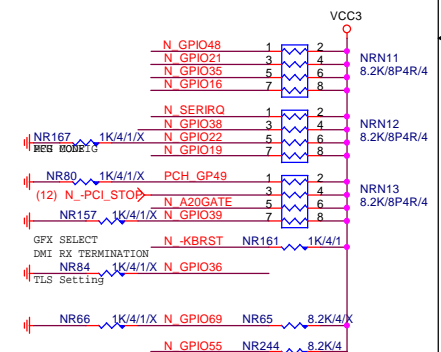 VCC3
N_GPIO48 1 2
N_GPIO21 3 4 NRN11
N_GPIO35 5 6 8.2K/8P4R/4
N_GPIO16 7 8
N_SERIRQ 1 2
N_GPIO38 3 4 NRN12
NR167 1K/4/1/X N_GPIO22 5 6 8.2K/8P4R/4
N_GPIO19 7 8
NR80 1K/4/1/X PCH_GP49 1 2
(12) N_-PCI_STOP 3 4 NRN13
N_A20GATE 5 6 8.2K/8P4R/4
NR157 1K/4/1/X N_GPIO39 7 8
GFX SELECT N_-KBRST NR161 1K/4/1
DMI RX TERMINATION
NR84 1K/4/1/X N_GPIO36
TLS Setting
NR66 1K/4/1/X N_GPIO69 NR65 8.2K/4/X
N_GPIO55 NR244 8.2K/4